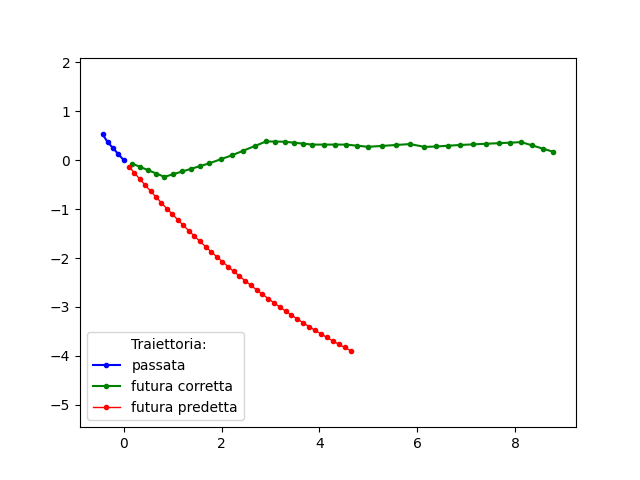 2
1
0
−1
−2
−3
−4
−5
Traiettoria:
passata
futura corretta
futura predetta
0 2 4 6 8